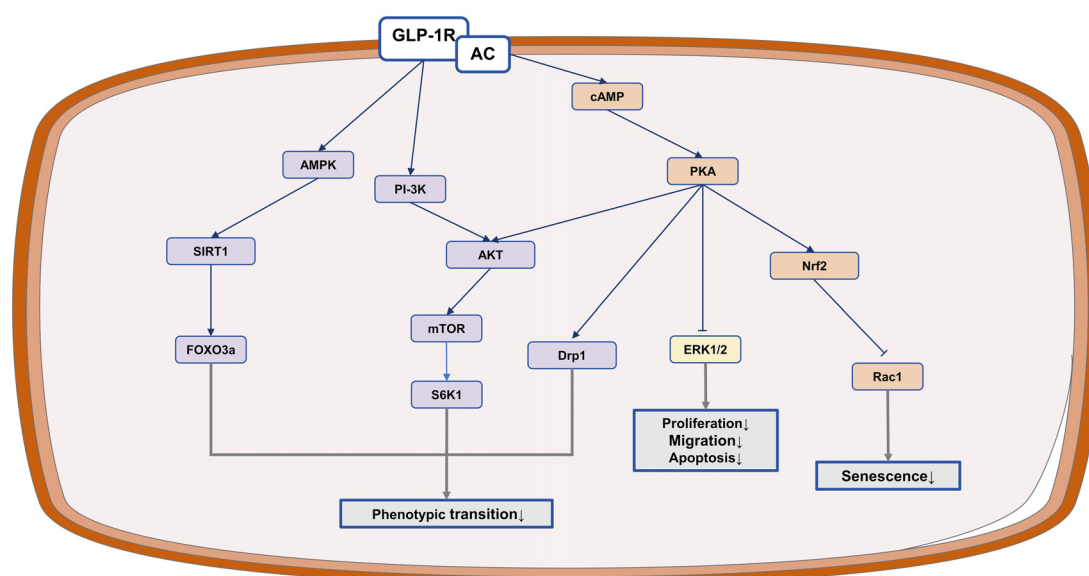 GLP-1R
AC
cAMP
AMPK
PI-3K
PKA
SIRT1
AKT
Nrf2
mTOR
FOXO3a
Drp1
ERK1/2
Rac1
S6K1
Proliferation↓
Migration↓
Apoptosis↓
Senescence↓
Phenotypic transition↓